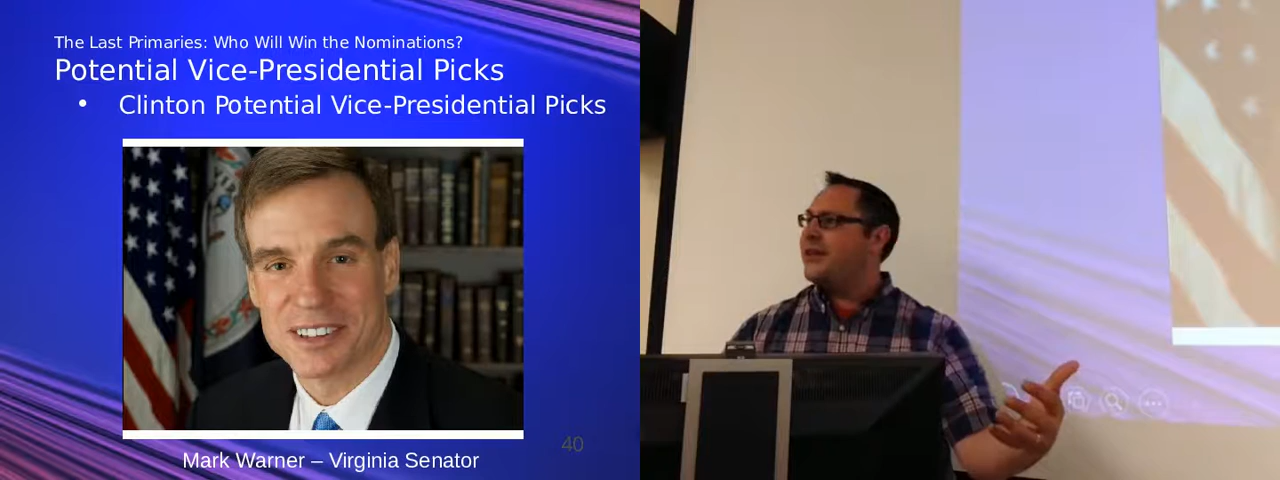 The Last Primaries: Who Will Win the Nominations?
Potential Vice-Presidential Picks
• Clinton Potential Vice-Presidential Picks
40
Mark Warner – Virginia Senator